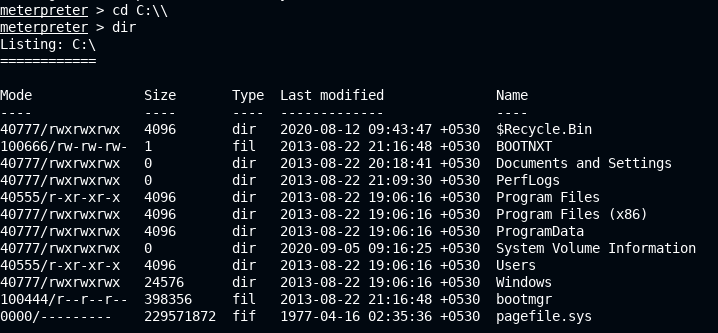 meterpreter > cd C:\\
meterpreter > dir
Listing: C:\
============
Mode Size Type Last modified Name
---- ---- ---- ------------- ----
40777/rwxrwxrwx 4096 dir 2020-08-12 09:43:47 +0530 $Recycle.Bin
100666/rw-rw-rw- 1 fil 2013-08-22 21:16:48 +0530 BOOTNXT
40777/rwxrwxrwx 0 dir 2013-08-22 20:18:41 +0530 Documents and Settings
40777/rwxrwxrwx 0 dir 2013-08-22 21:09:30 +0530 PerfLogs
40555/r-xr-xr-x 4096 dir 2013-08-22 19:06:16 +0530 Program Files
40777/rwxrwxrwx 4096 dir 2013-08-22 19:06:16 +0530 Program Files (x86)
40777/rwxrwxrwx 4096 dir 2013-08-22 19:06:16 +0530 ProgramData
40777/rwxrwxrwx 0 dir 2020-09-05 09:16:25 +0530 System Volume Information
40555/r-xr-xr-x 4096 dir 2013-08-22 19:06:16 +0530 Users
40777/rwxrwxrwx 24576 dir 2013-08-22 19:06:16 +0530 Windows
100444/r--r--r-- 398356 fil 2013-08-22 21:16:48 +0530 bootmgr
0000/--------- 229571872 fif 1977-04-16 02:35:36 +0530 pagefile.sys